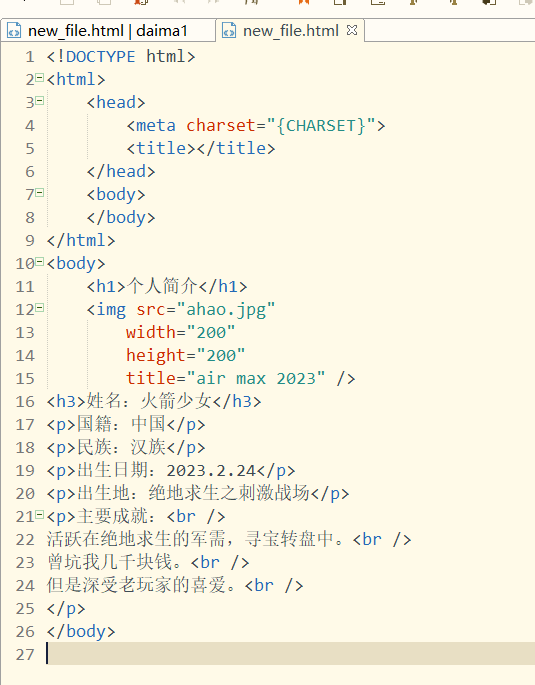 new_file.html | daima1 new_file.html
1 <!DOCTYPE html>
2 <html>
3 <head>
4 <meta charset="{CHARSET}">
5 <title></title>
6 </head>
7 <body>
8 </body>
9 </html>
10 <body>
11 <h1>个人简介</h1>
12 <img src="ahao.jpg"
13 width="200"
14 height="200"
15 title="air max 2023" />
16 <h3>姓名：火箭少女</h3>
17 <p>国籍：中国</p>
18 <p>民族：汉族</p>
19 <p>出生日期：2023.2.24</p>
20 <p>出生地：绝地求生之刺激战场</p>
21 <p>主要成就：<br />
22 活跃在绝地求生的军需，寻宝转盘中。<br />
23 曾坑我几千块钱。<br />
24 但是深受老玩家的喜爱。<br />
25 </p>
26 </body>
27